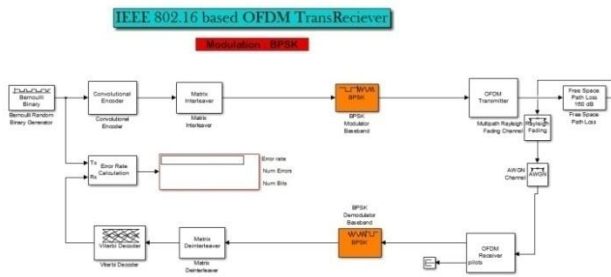 IEEE 802.16 based OFDM TransReciever
Modulation : BPSK
Bernoulli
Binary
Bernoulli Random
Binary Generator
Convolutional
Encoder
Convolutional
Encoder
Matrix
Interleaver
Matrix
Interleaver
BPSK
BPSK
Modulator
Baseband
OFDM
Transmitter
Free Space
Path Loss
Free Space
Path Loss
Multipath Rayleigh
Fading Channel
Rayleigh
Fading
Tx
Rx
Error Rate
Calculation
Error rate
Num Errors
Num Bits
AWGN
Channel
AWGN
BPSK
Demodulator
Baseband
BPSK
Viterbi Decoder
Viterbi Decoder
Matrix
Deinterleaver
Matrix
Deinterleaver
OFDM
Receiver
pilots